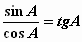 sin A / cos A = tgA